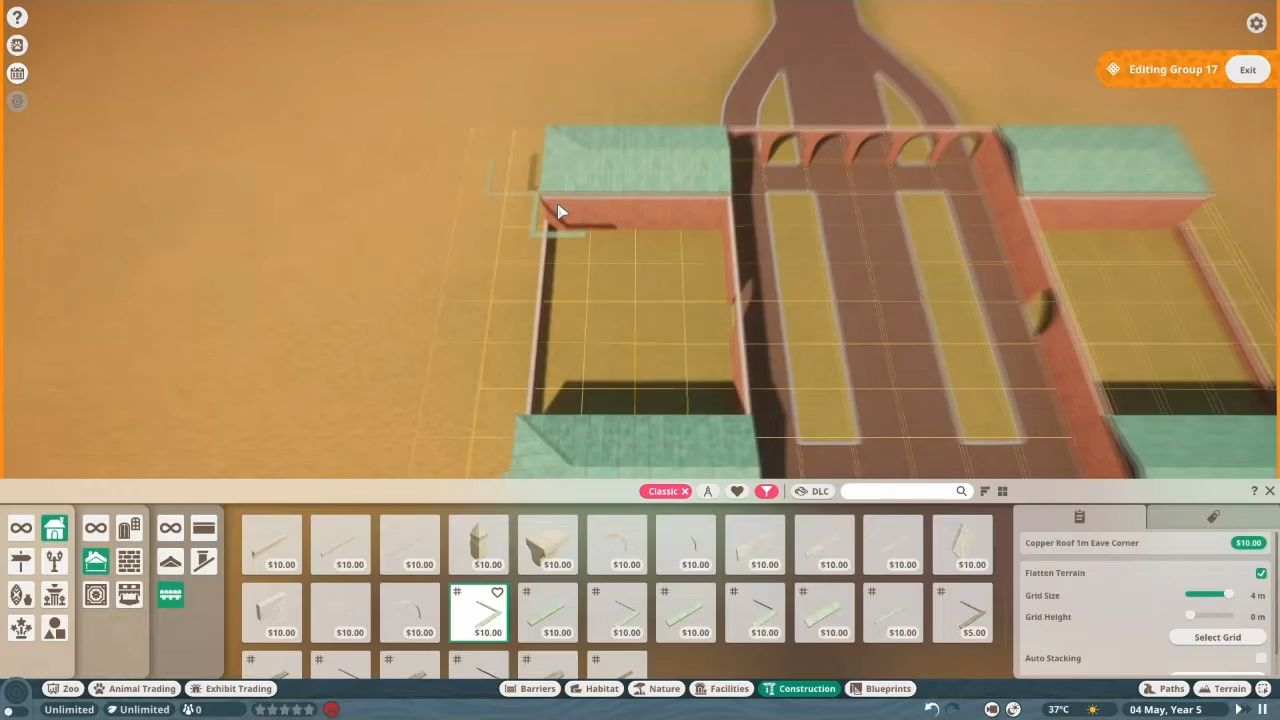 ?
Editing Group 17 Exit
Classic × DLC ? ×
$10.00 $10.00 $10.00 $10.00 $10.00 $10.00 $10.00 $10.00 $10.00 $10.00 $10.00
$10.00 $10.00 $10.00 $10.00 $10.00 $10.00 $10.00 $10.00 $10.00 $10.00 $5.00
Copper Roof 1m Eave Corner $10.00
Flatten Terrain
Grid Size 4 m
Grid Height 0 m
Select Grid
Auto Stacking
Zoo Animal Trading Exhibit Trading Barriers Habitat Nature Facilities Construction Blueprints Paths Terrain
Unlimited Unlimited 0 37°C 04 May, Year 5